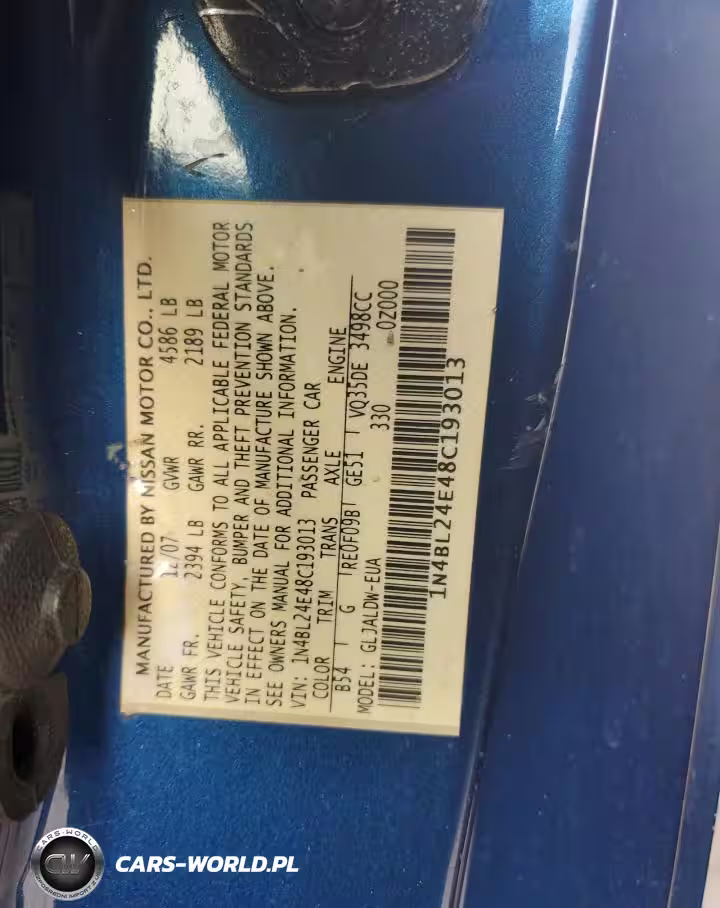 MANUFACTURED BY NISSAN MOTOR CO., LTD.
DATE 12/07 GVWR 4586 LB
GAWR FR. 2394 LB GAWR RR. 2189 LB
THIS VEHICLE CONFORMS TO ALL APPLICABLE FEDERAL MOTOR
VEHICLE SAFETY, BUMPER AND THEFT PREVENTION STANDARDS
IN EFFECT ON THE DATE OF MANUFACTURE SHOWN ABOVE.
SEE OWNERS MANUAL FOR ADDITIONAL INFORMATION.
VIN: 1N4BL24E48C193013 PASSENGER CAR
COLOR TRIM TRANS AXLE ENGINE
B54 G RE0F09B GE51 VQ35DE 3498CC
MODEL: GLJALDW-EUA 330 0Z000
1N4BL24E48C193013
CARS-WORLD.PL
CARS-WORLD
CW